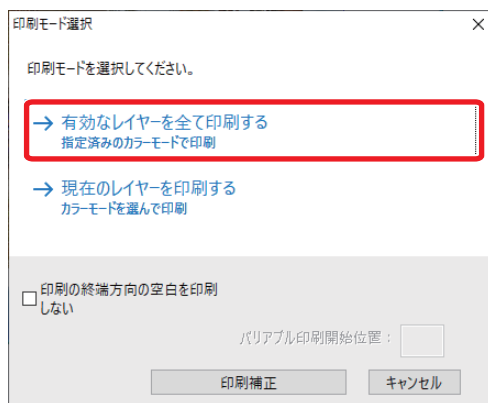 印刷モード選択
印刷モードを選択してください。
有効なレイヤーを全て印刷する
指定済みのカラーモードで印刷
現在のレイヤーを印刷する
カラーモードを選んで印刷
印刷の終端方向の空白を印刷
しない
バリアブル印刷開始位置：
印刷補正
キャンセル